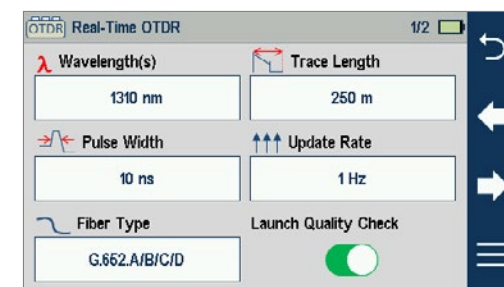 OTDR Real-Time OTDR 1/2
λ Wavelength(s) Trace Length
1310 nm 250 m
Pulse Width Update Rate
10 ns 1 Hz
Fiber Type Launch Quality Check
G.652.A/B/C/D